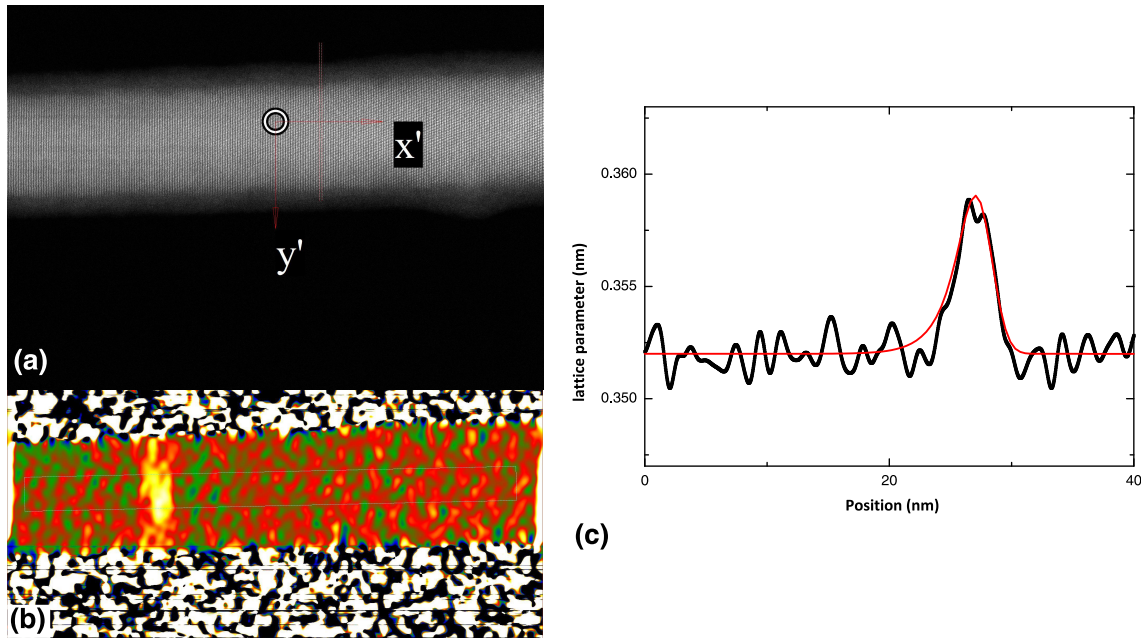 x'
y'
(a)
(b)
0.360
0.355
0.350
lattice parameter (nm)
0
20
40
Position (nm)
(c)